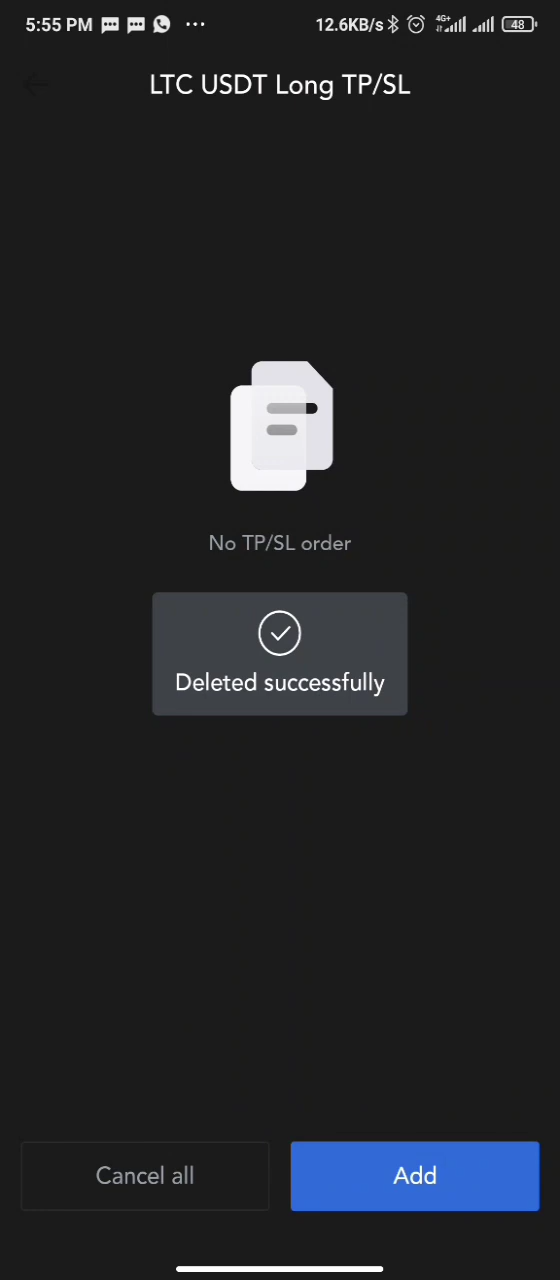 5:55 PM ··· 12.6KB/s 4G+ 48
LTC USDT Long TP/SL
No TP/SL order
Deleted successfully
Cancel all
Add